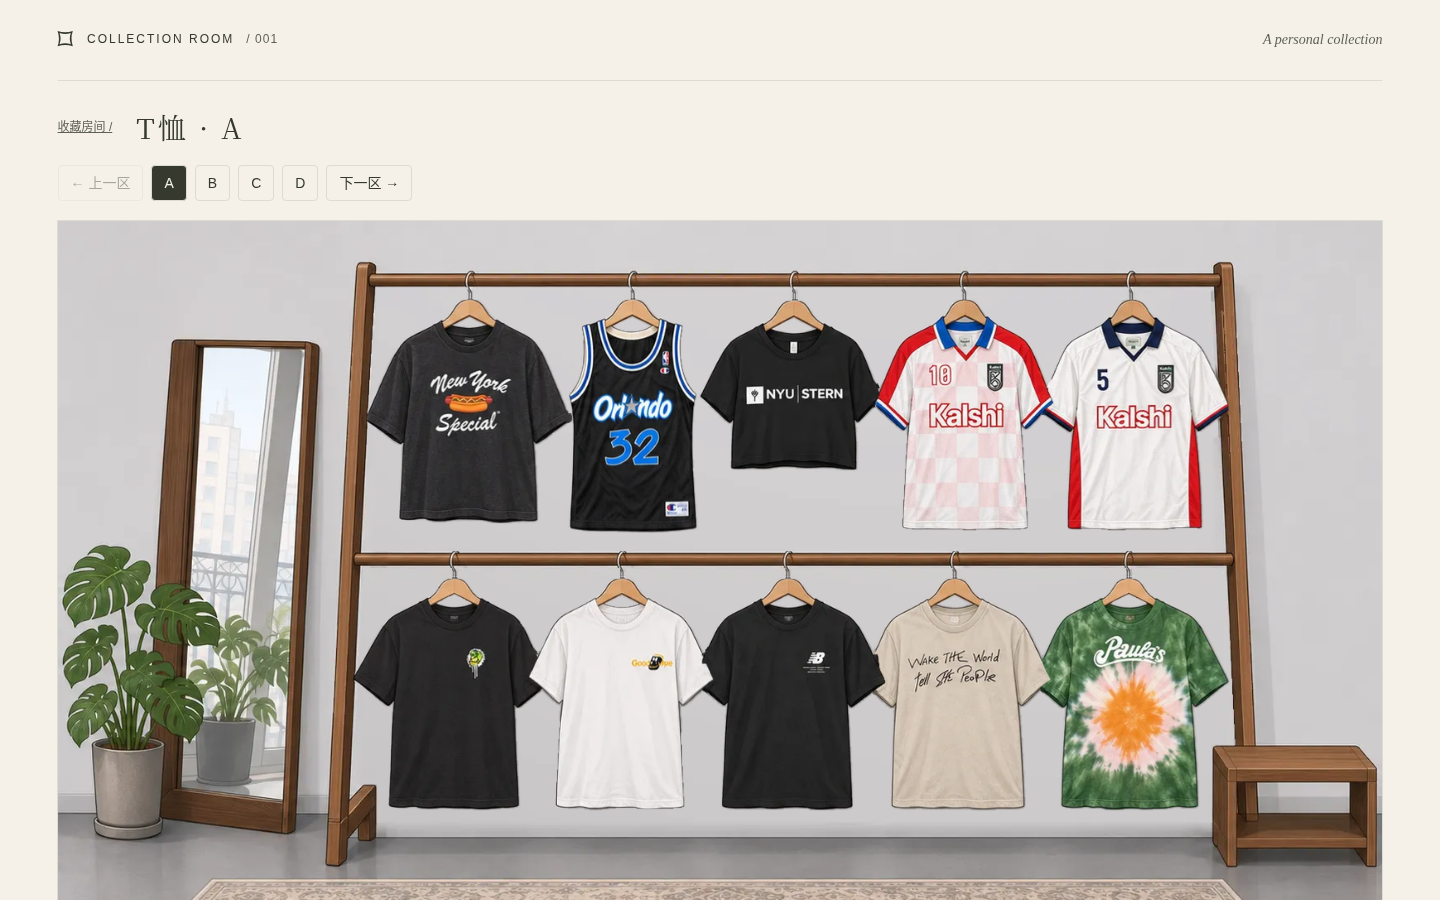 COLLECTION ROOM / 001
A personal collection
收藏房间 /
T恤 · A
← 上一区
A
B
C
D
下一区 →
New York
Special
Orlando
32
NYU STERN
10
Kalshi
5
Kalshi
Wake THE World
tell SHE PeoPle
Paula's